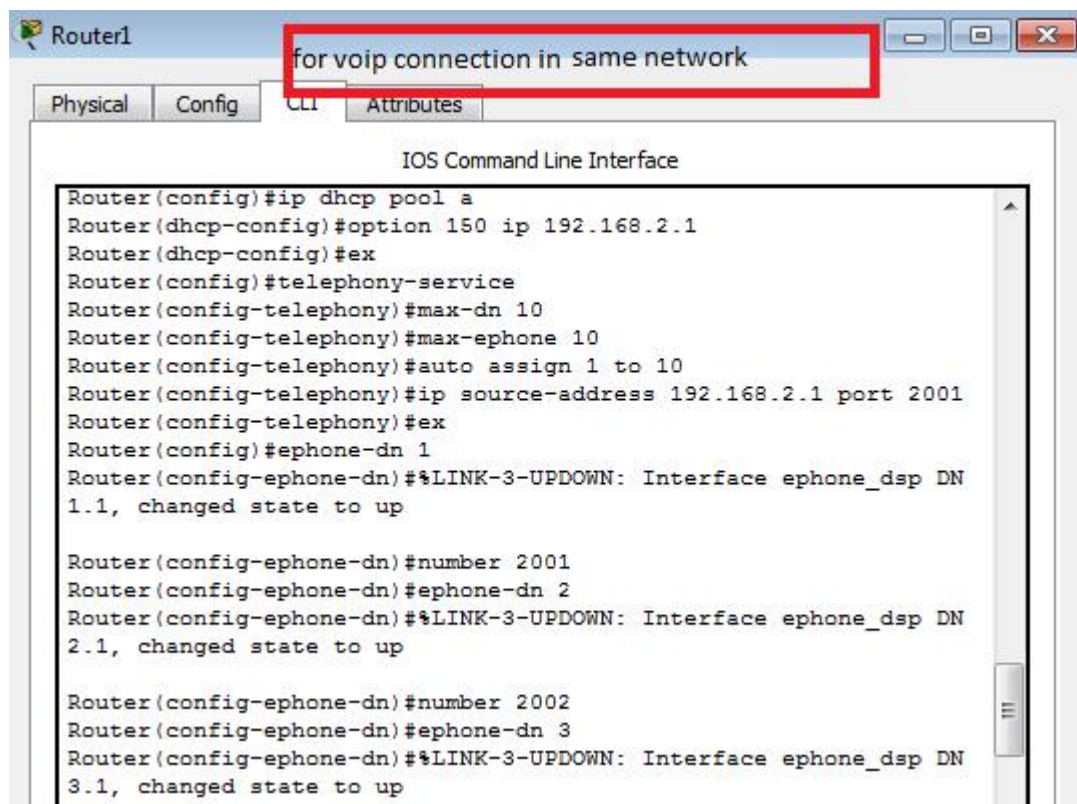 Router1
for voip connection in same network
Physical Config CLI Attributes
IOS Command Line Interface
Router(config)#ip dhcp pool a
Router(dhcp-config)#option 150 ip 192.168.2.1
Router(dhcp-config)#ex
Router(config)#telephony-service
Router(config-telephony)#max-dn 10
Router(config-telephony)#max-ephone 10
Router(config-telephony)#auto assign 1 to 10
Router(config-telephony)#ip source-address 192.168.2.1 port 2001
Router(config-telephony)#ex
Router(config)#ephone-dn 1
Router(config-ephone-dn)#%LINK-3-UPDOWN: Interface ephone_dsp DN
1.1, changed state to up
Router(config-ephone-dn)#number 2001
Router(config-ephone-dn)#ephone-dn 2
Router(config-ephone-dn)#%LINK-3-UPDOWN: Interface ephone_dsp DN
2.1, changed state to up
Router(config-ephone-dn)#number 2002
Router(config-ephone-dn)#ephone-dn 3
Router(config-ephone-dn)#%LINK-3-UPDOWN: Interface ephone_dsp DN
3.1, changed state to up